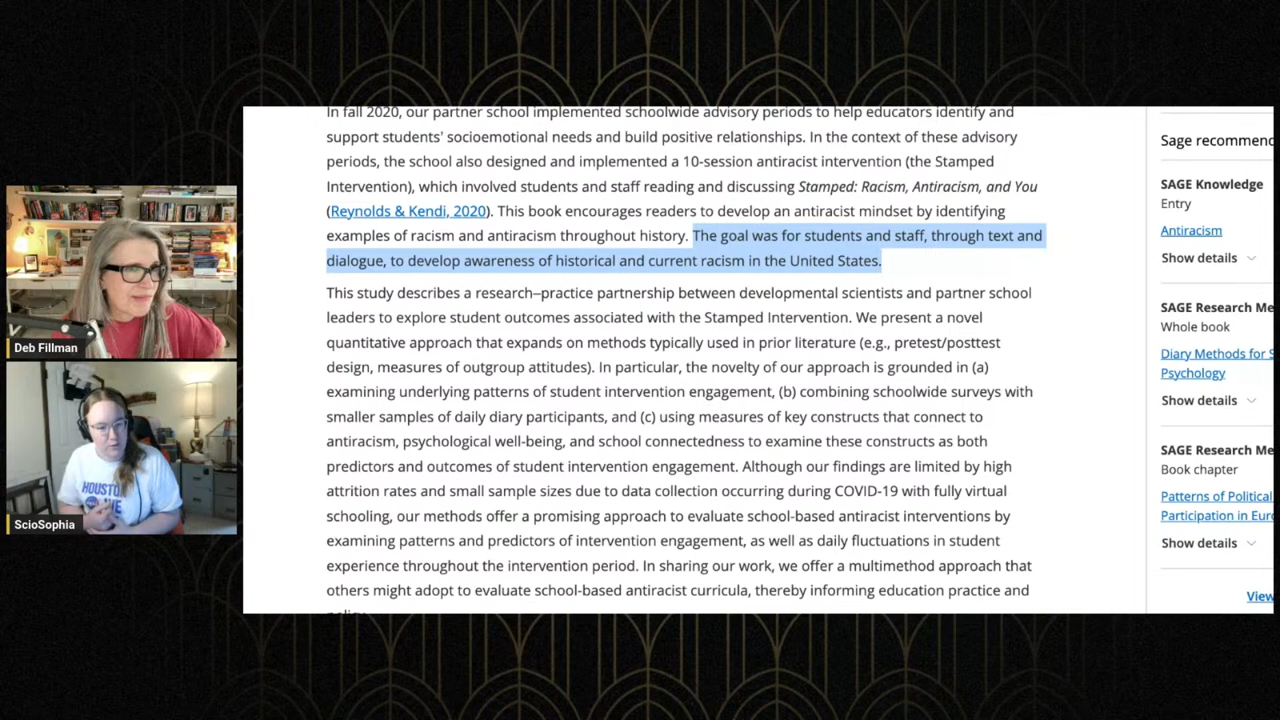 In fall 2020, our partner school implemented schoolwide advisory periods to help educators identify and
support students' socioemotional needs and build positive relationships. In the context of these advisory
periods, the school also designed and implemented a 10-session antiracist intervention (the Stamped
Intervention), which involved students and staff reading and discussing Stamped: Racism, Antiracism, and You
(Reynolds & Kendi, 2020). This book encourages readers to develop an antiracist mindset by identifying
examples of racism and antiracism throughout history. The goal was for students and staff, through text and
dialogue, to develop awareness of historical and current racism in the United States.
This study describes a research–practice partnership between developmental scientists and partner school
leaders to explore student outcomes associated with the Stamped Intervention. We present a novel
quantitative approach that expands on methods typically used in prior literature (e.g., pretest/posttest
design, measures of outgroup attitudes). In particular, the novelty of our approach is grounded in (a)
examining underlying patterns of student intervention engagement, (b) combining schoolwide surveys with
smaller samples of daily diary participants, and (c) using measures of key constructs that connect to
antiracism, psychological well-being, and school connectedness to examine these constructs as both
predictors and outcomes of student intervention engagement. Although our findings are limited by high
attrition rates and small sample sizes due to data collection occurring during COVID-19 with fully virtual
schooling, our methods offer a promising approach to evaluate school-based antiracist interventions by
examining patterns and predictors of intervention engagement, as well as daily fluctuations in student
experience throughout the intervention period. In sharing our work, we offer a multimethod approach that
others might adopt to evaluate school-based antiracist curricula, thereby informing education practice and
Sage recommenc
SAGE Knowledge
Entry
Antiracism
Show details
SAGE Research Me
Whole book
Diary Methods for S
Psychology
Show details
SAGE Research Me
Book chapter
Patterns of Political
Participation in Eur
Show details
View
Deb Fillman
HOUSTON
ScioSophia